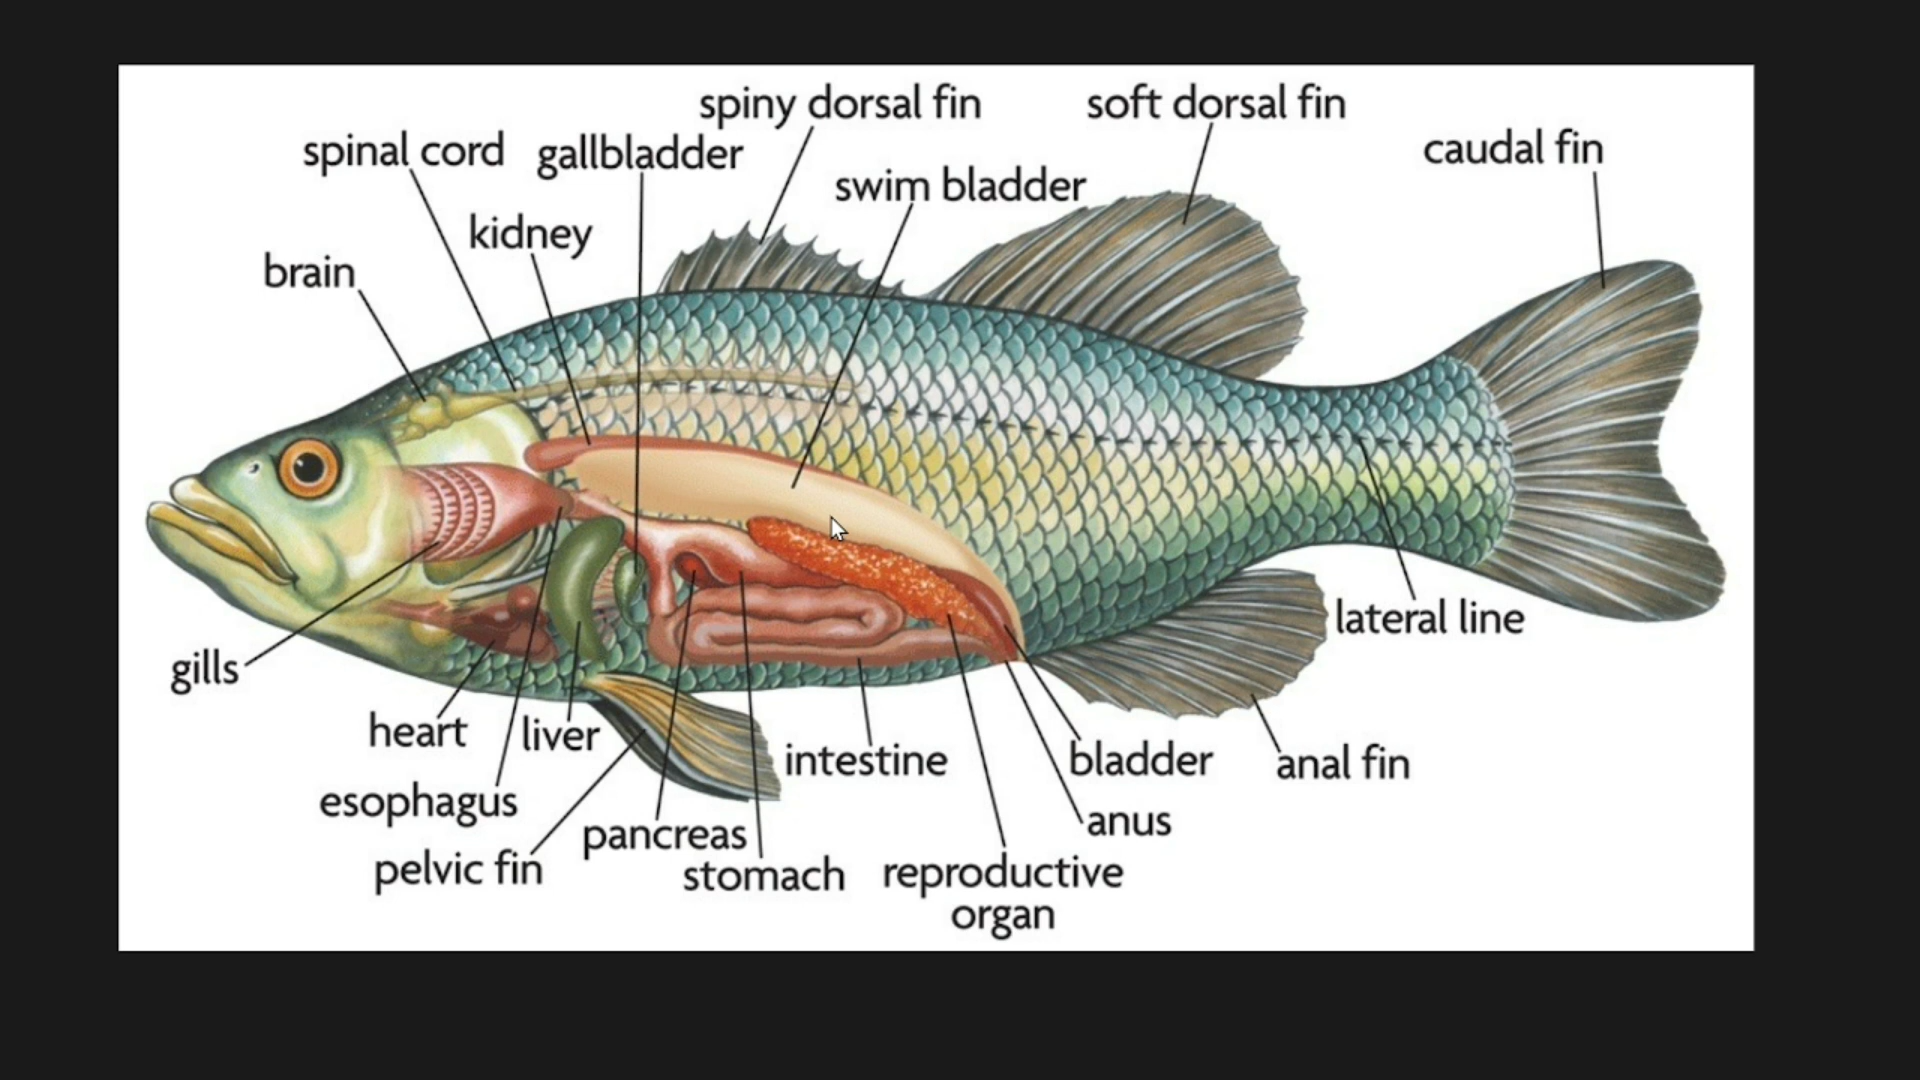 spiny dorsal fin
soft dorsal fin
caudal fin
spinal cord
gallbladder
swim bladder
kidney
brain
lateral line
gills
heart
liver
intestine
bladder
anal fin
esophagus
anus
pancreas
pelvic fin
stomach
reproductive
organ